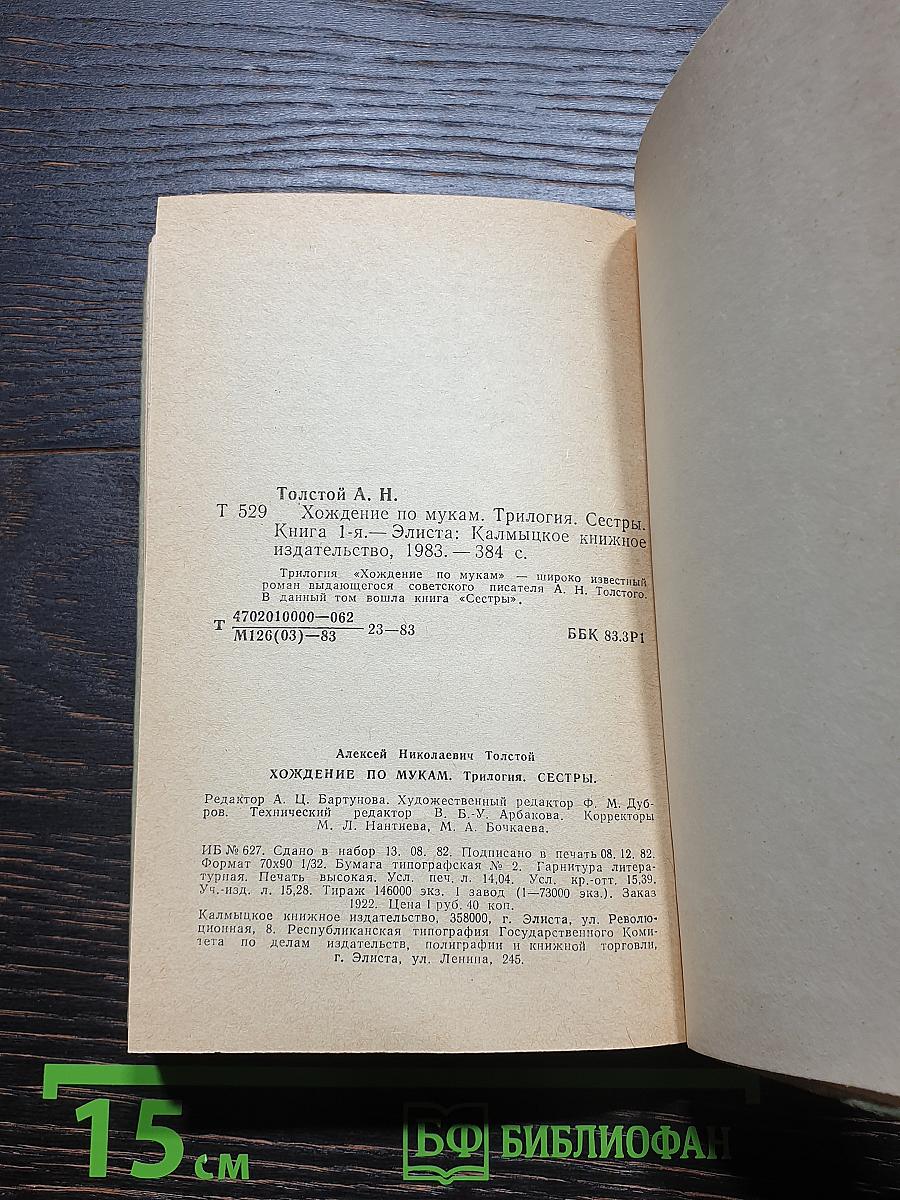 Толстой А. Н.
Т 529 Хождение по мукам. Трилогия. Сестры.
Книга 1-я.— Элиста: Калмыцкое книжное
издательство, 1983. — 384 с.
Трилогия «Хождение по мукам» — широко известный
роман выдающегося советского писателя А. Н. Толстого.
В данный том вошла книга «Сестры».
Т 4702010000—062
М126(03)—83 23—83 ББК 83.3Р1
Алексей Николаевич Толстой
ХОЖДЕНИЕ ПО МУКАМ. Трилогия. СЕСТРЫ.
Редактор А. Ц. Бартунова. Художественный редактор Ф. М. Дуб-
ров. Технический редактор В. Б.-У. Арбакова. Корректоры
М. Л. Нантиева, М. А. Бочкаева.
ИБ № 627. Сдано в набор 13. 08. 82. Подписано в печать 08. 12. 82.
Формат 70х90 1/32. Бумага типографская № 2. Гарнитура литера-
турная. Печать высокая. Усл. печ. л. 14,04. Усл. кр.-отт. 15,39.
Уч.-изд. л. 15,28. Тираж 146000 экз. 1 завод (1—73000 экз.). Заказ
1922. Цена 1 руб. 40 коп.
Калмыцкое книжное издательство, 358000, г. Элиста, ул. Револю-
ционная, 8. Республиканская типография Государственного Коми-
тета по делам издательств, полиграфии и книжной торговли,
г. Элиста, ул. Ленина, 245.
15 см
БФ БИБЛИОФАН